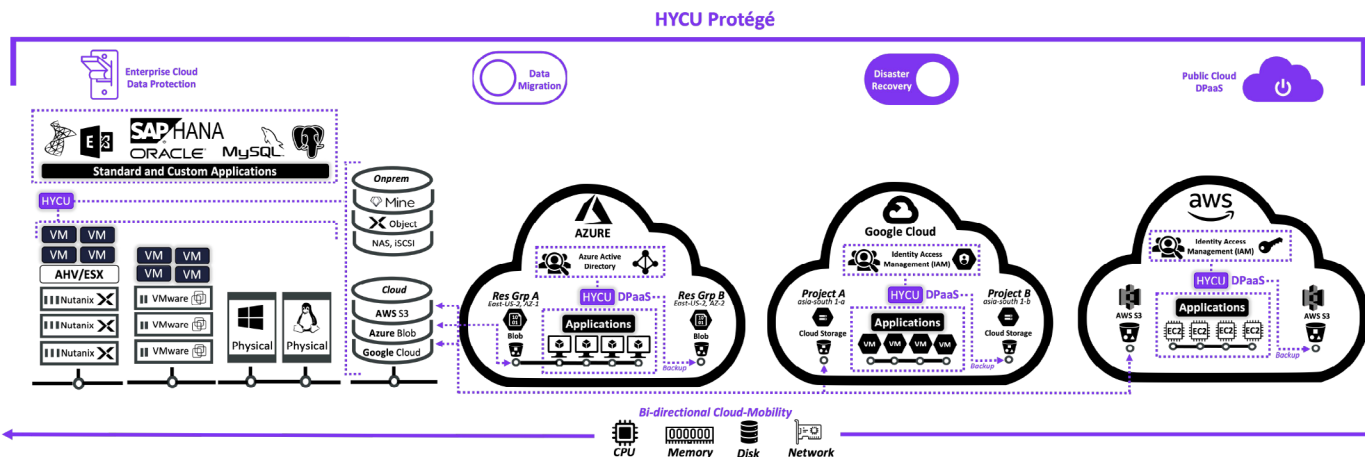 HYCU Protégé
Enterprise Cloud
Data Protection
Data
Migration
Disaster
Recovery
Public Cloud
DPaaS
E
SAP HANA
ORACLE
MySQL
Standard and Custom Applications
HYCU
VM VM
VM VM
AHV/ESX
Nutanix X
Nutanix X
Nutanix X
VM VM
VM VM
VMware
VMware
VMware
Physical
Physical
Onprem
Mine
X Object
NAS, iSCSI
Cloud
AWS S3
Azure Blob
Google Cloud
AZURE
Azure Active
Directory
HYCU DPaaS
Res Grp A
East-US-2, AZ-1
10
01
Blob
Applications
Res Grp B
East-US-2, AZ-2
10
01
Blob
Backup
Google Cloud
Identity Access
Management (IAM)
HYCU DPaaS
Project A
asia-south 1-a
Cloud Storage
Applications
VM VM VM VM
Project B
asia-south 1-b
Cloud Storage
Backup
aws
Identity Access
Management (IAM)
HYCU DPaaS
AWS S3
Applications
EC2 EC2 EC2 EC2
AWS S3
Backup
Bi-directional Cloud-Mobility
CPU
Memory
Disk
Network